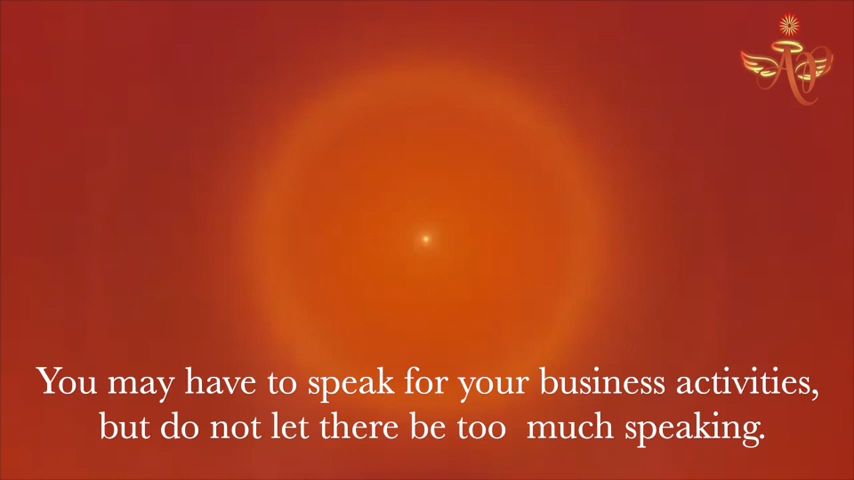 You may have to speak for your business activities,
but do not let there be too  much speaking.